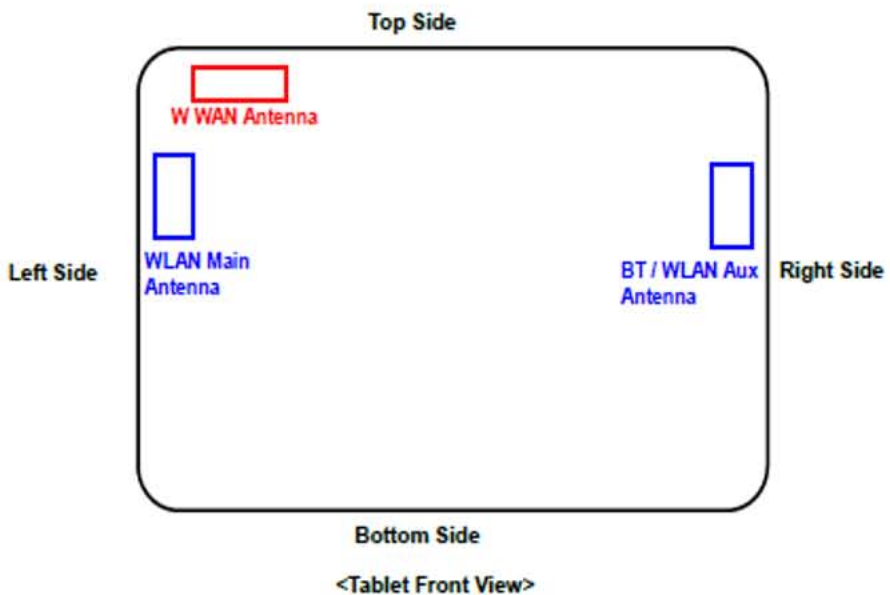 Top Side
W WAN Antenna
Left Side
WLAN Main
Antenna
BT / WLAN Aux
Antenna
Right Side
Bottom Side
<Tablet Front View>